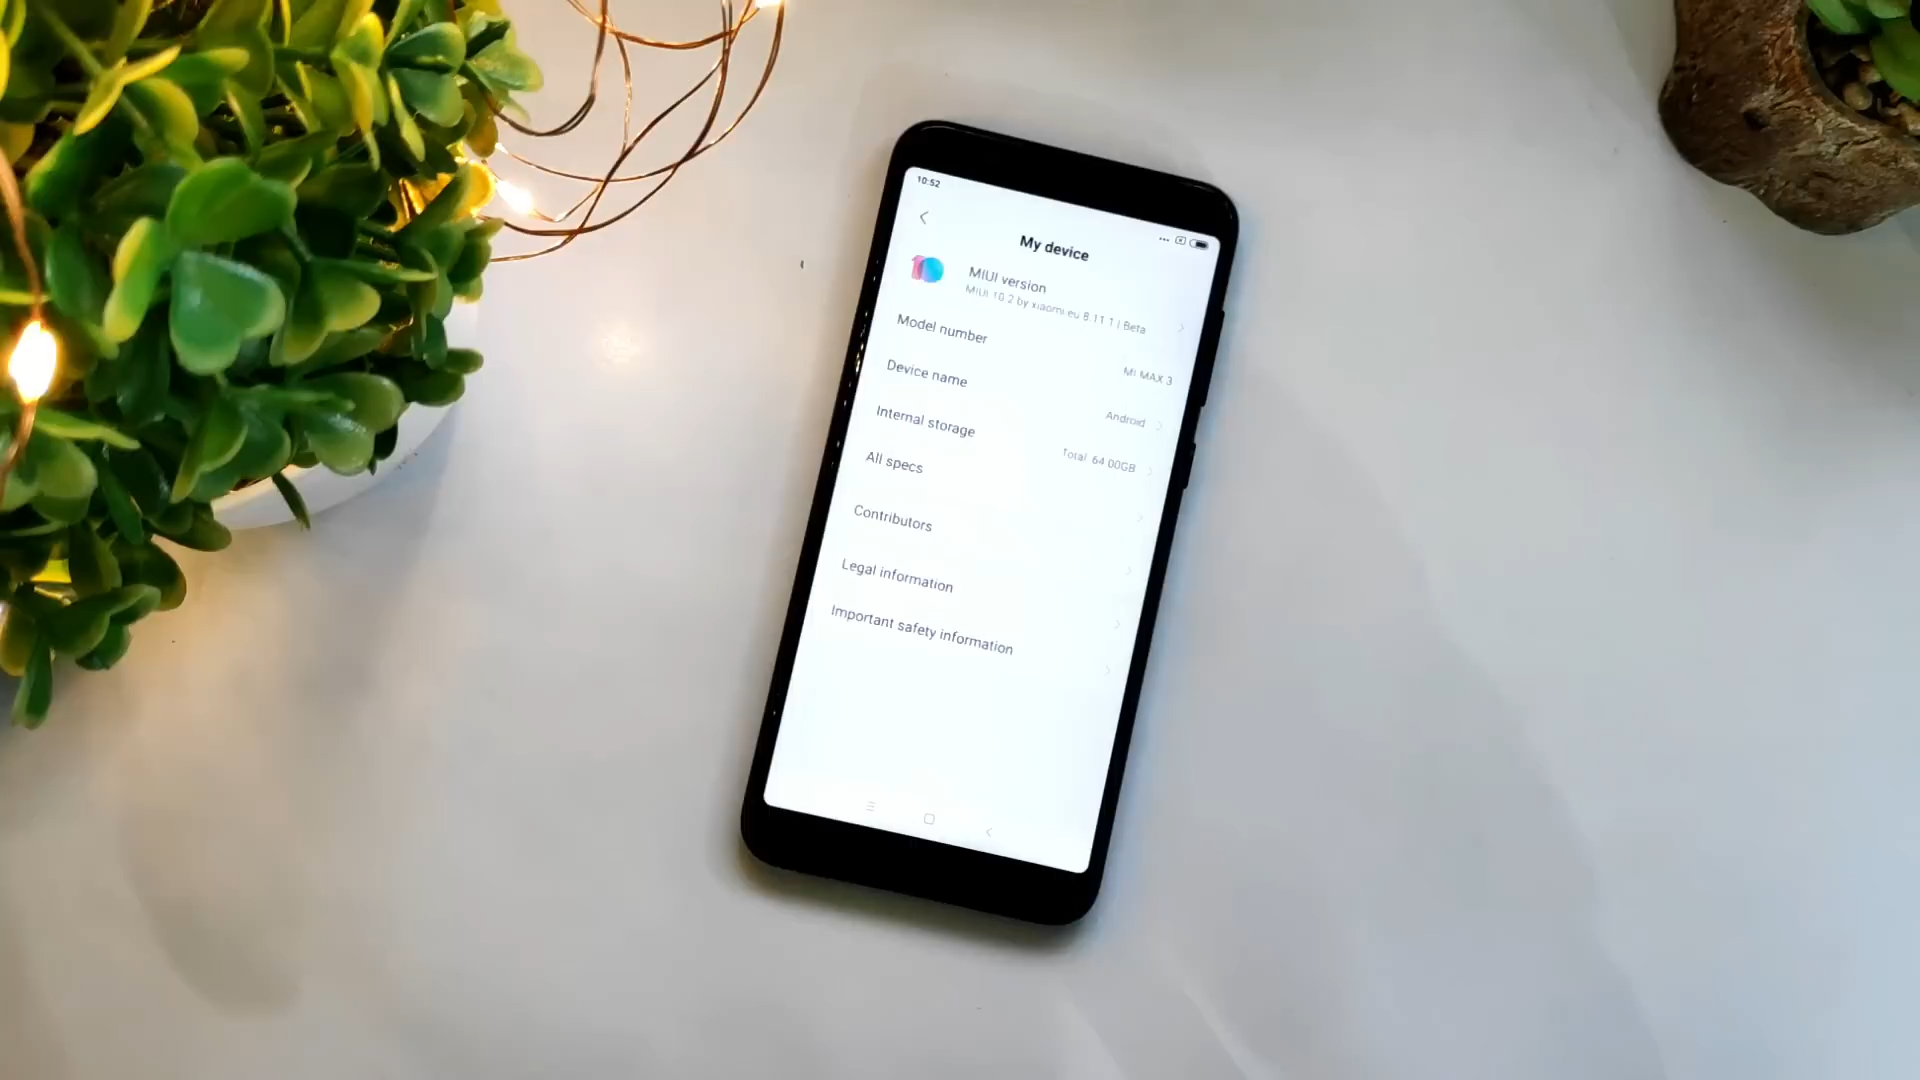 10:52
My device
10
MIUI version
MIUI 10.2 by xiaomi.eu 8.11.1 | Beta
Model number
MI MAX 3
Device name
Android
Internal storage
Total 64.00GB
All specs
Contributors
Legal information
Important safety information